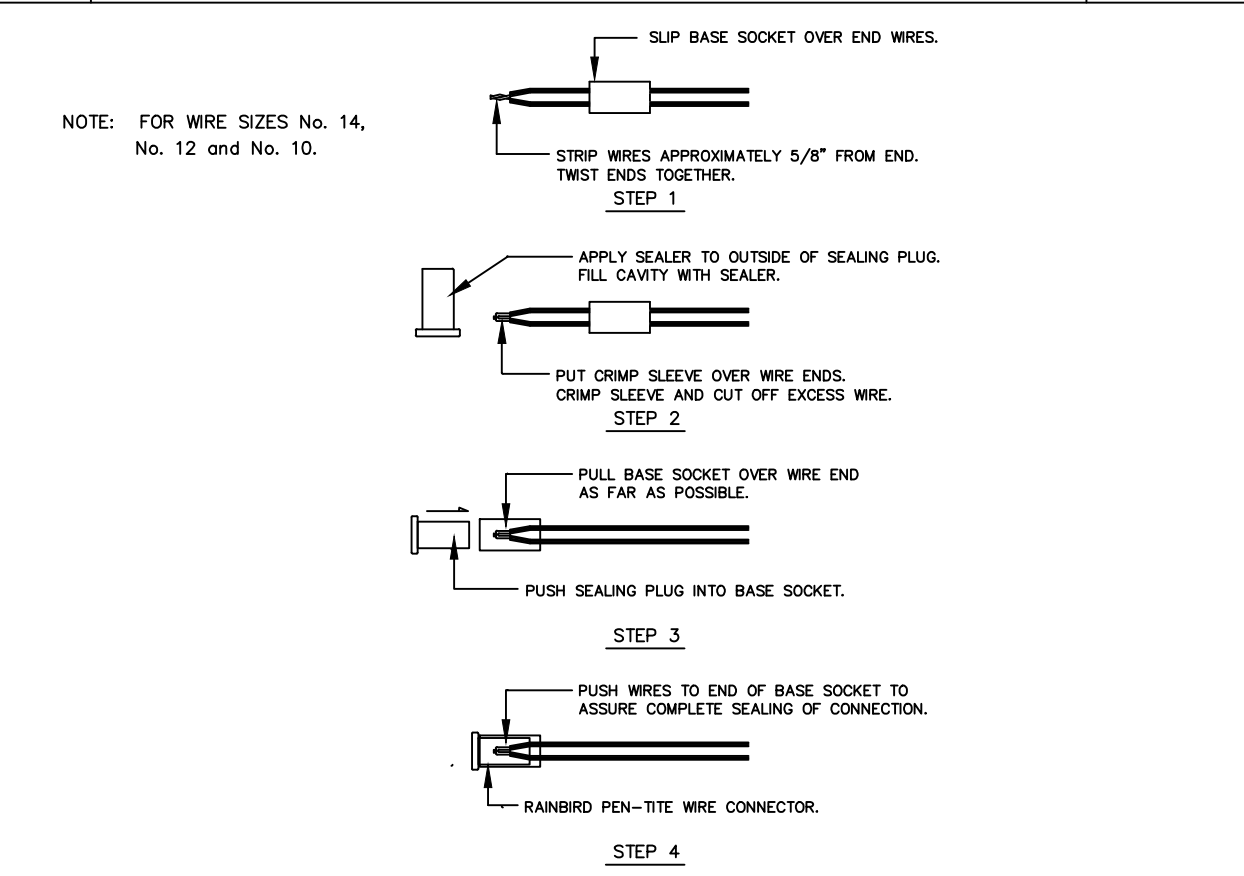 SLIP BASE SOCKET OVER END WIRES.
NOTE: FOR WIRE SIZES No. 14,
No. 12 and No. 10.
STRIP WIRES APPROXIMATELY 5/8" FROM END.
TWIST ENDS TOGETHER.
STEP 1
APPLY SEALER TO OUTSIDE OF SEALING PLUG.
FILL CAVITY WITH SEALER.
PUT CRIMP SLEEVE OVER WIRE ENDS.
CRIMP SLEEVE AND CUT OFF EXCESS WIRE.
STEP 2
PULL BASE SOCKET OVER WIRE END
AS FAR AS POSSIBLE.
PUSH SEALING PLUG INTO BASE SOCKET.
STEP 3
PUSH WIRES TO END OF BASE SOCKET TO
ASSURE COMPLETE SEALING OF CONNECTION.
RAINBIRD PEN-TITE WIRE CONNECTOR.
STEP 4